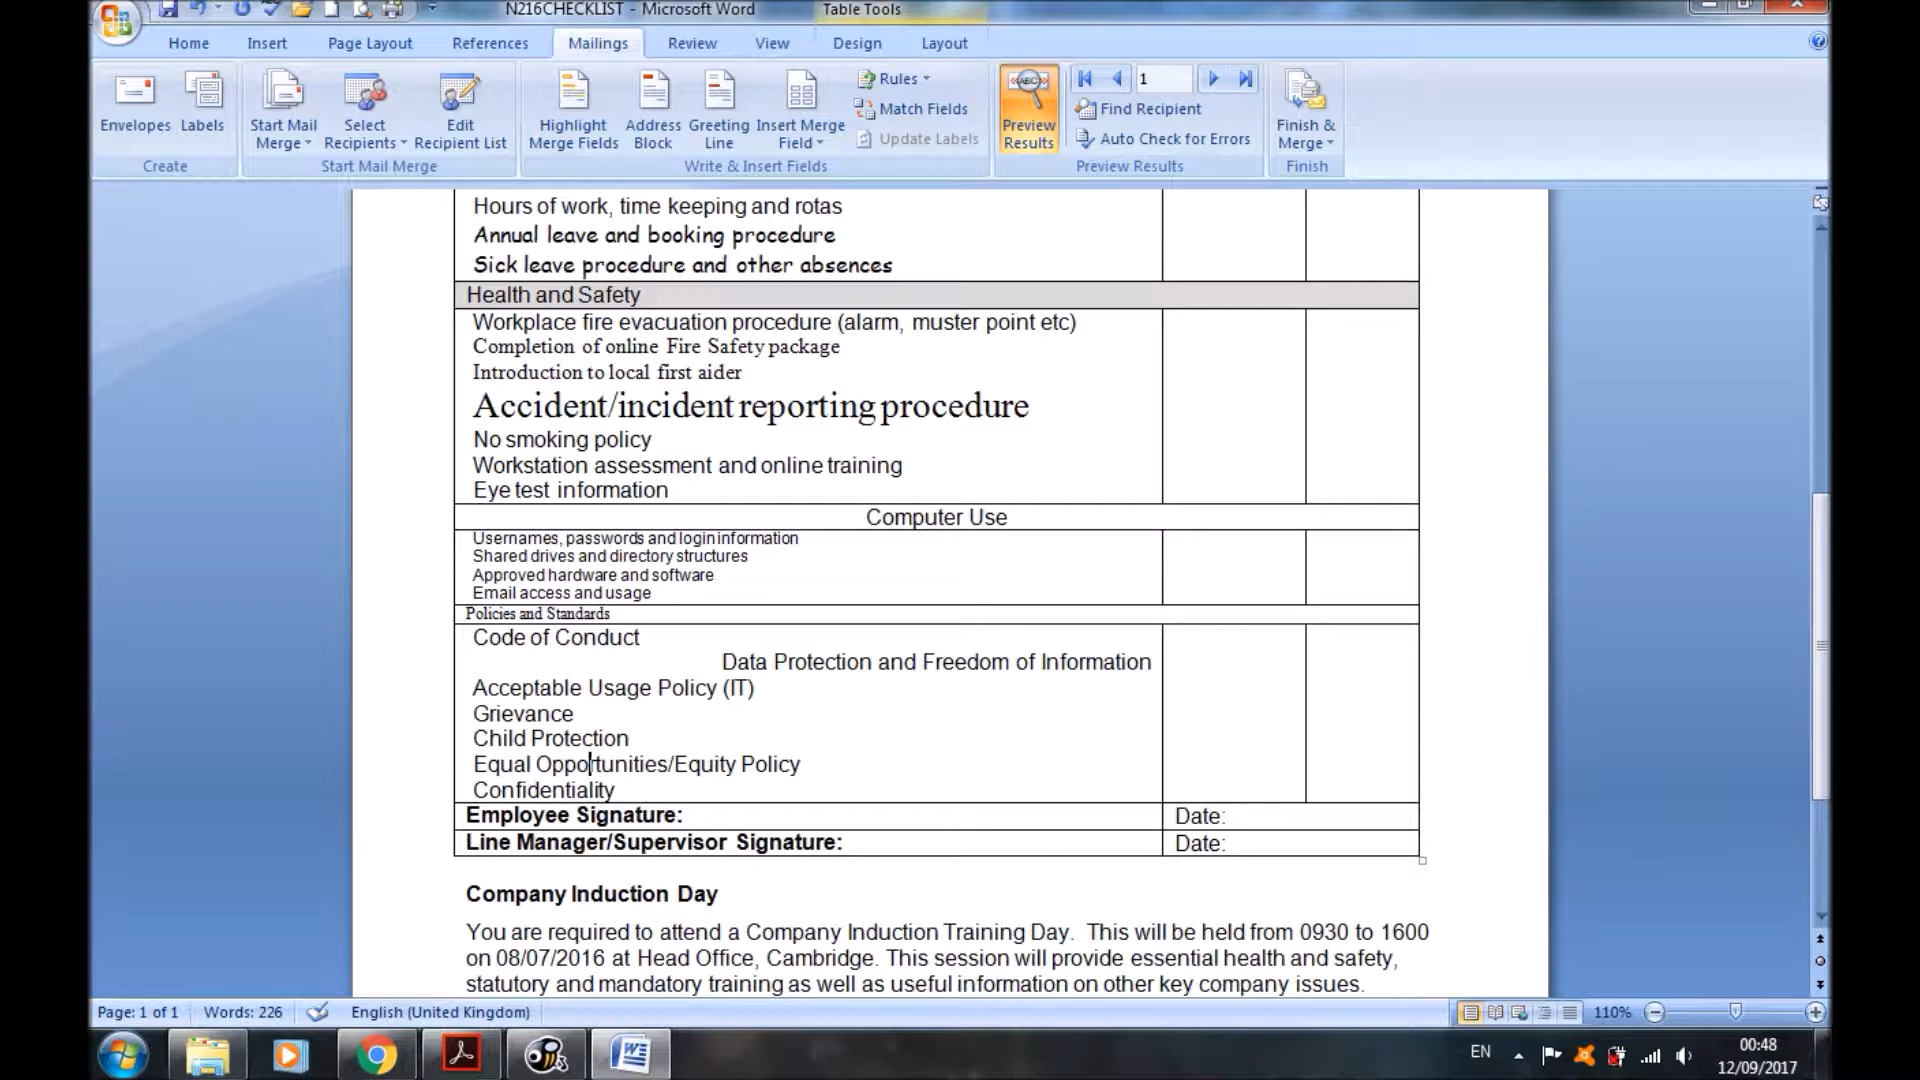 N216CHECKLIST - Microsoft Word
Table Tools
Home Insert Page Layout References Mailings Review View Design Layout
Envelopes
Labels
Create
Start Mail Merge
Select Recipients
Edit Recipient List
Start Mail Merge
Highlight Merge Fields
Address Block
Greeting Line
Insert Merge Field
Rules
Match Fields
Update Labels
Write & Insert Fields
ABC
Preview Results
1
Find Recipient
Auto Check for Errors
Preview Results
Finish & Merge
Finish
Hours of work, time keeping and rotas
Annual leave and booking procedure
Sick leave procedure and other absences
Health and Safety
Workplace fire evacuation procedure (alarm, muster point etc)
Completion of online Fire Safety package
Introduction to local first aider
Accident/incident reporting procedure
No smoking policy
Workstation assessment and online training
Eye test information
Computer Use
Usernames, passwords and login information
Shared drives and directory structures
Approved hardware and software
Email access and usage
Policies and Standards
Code of Conduct
Data Protection and Freedom of Information
Acceptable Usage Policy (IT)
Grievance
Child Protection
Equal Opportunities/Equity Policy
Confidentiality
Employee Signature: Date:
Line Manager/Supervisor Signature: Date:
Company Induction Day
You are required to attend a Company Induction Training Day. This will be held from 0930 to 1600
on 08/07/2016 at Head Office, Cambridge. This session will provide essential health and safety,
statutory and mandatory training as well as useful information on other key company issues.
Page: 1 of 1 Words: 226 English (United Kingdom) 110%
EN 00:48
12/09/2017